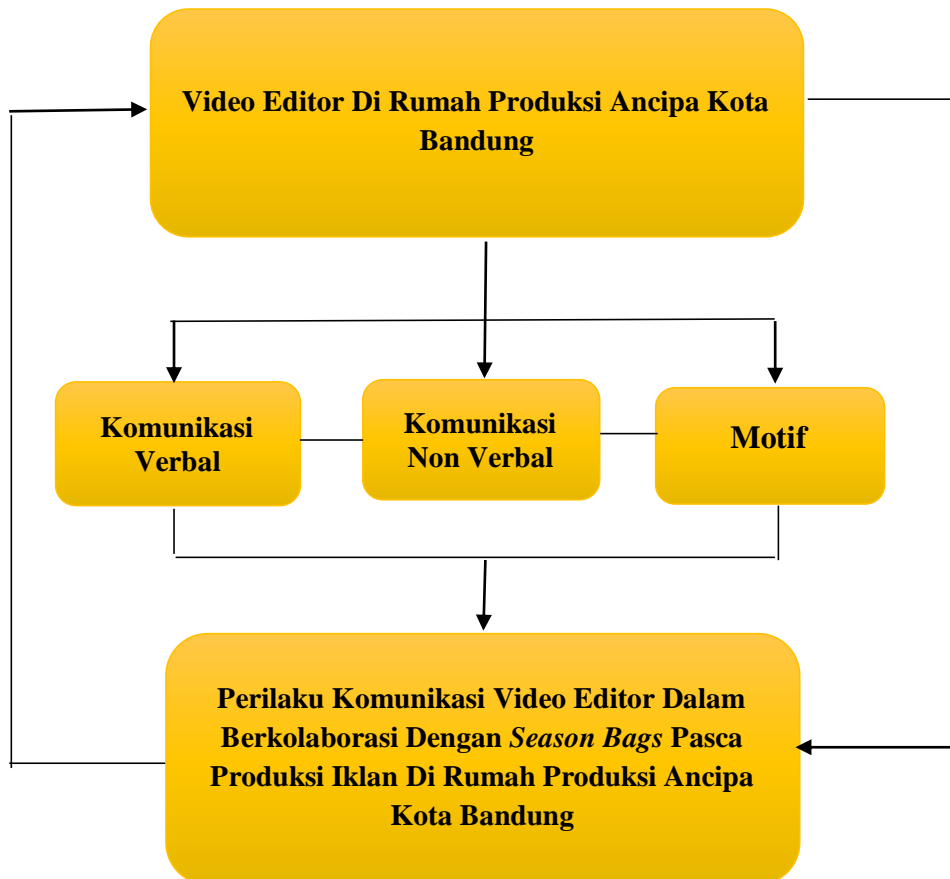 Video Editor Di Rumah Produksi Ancipa Kota
Bandung
Komunikasi
Verbal
Komunikasi
Non Verbal
Motif
Perilaku Komunikasi Video Editor Dalam
Berkolaborasi Dengan Season Bags Pasca
Produksi Iklan Di Rumah Produksi Ancipa
Kota Bandung